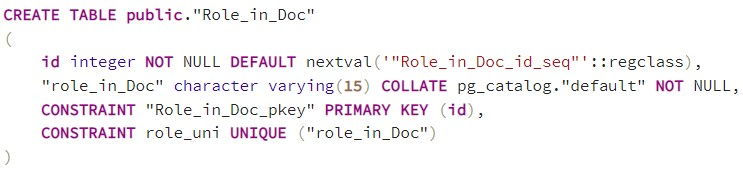 CREATE TABLE public."Role_in_Doc"
(
id integer NOT NULL DEFAULT nextval('"Role_in_Doc_id_seq"'::regclass),
"role_in_Doc" character varying(15) COLLATE pg_catalog."default" NOT NULL,
CONSTRAINT "Role_in_Doc_pkey" PRIMARY KEY (id),
CONSTRAINT role_uni UNIQUE ("role_in_Doc")
)